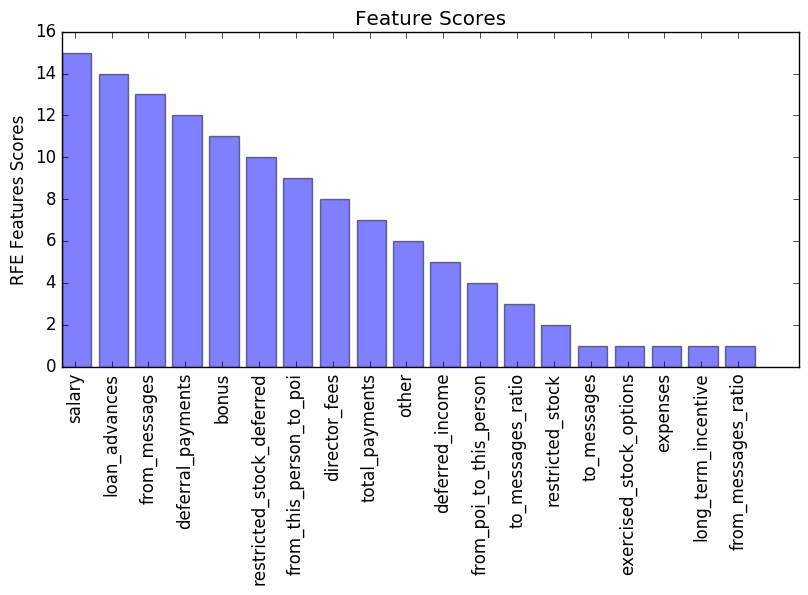 Feature Scores
RFE Features Scores
16
14
12
10
8
6
4
2
0
salary
loan_advances
from_messages
deferral_payments
bonus
restricted_stock_deferred
from_this_person_to_poi
director_fees
total_payments
other
deferred_income
from_poi_to_this_person
to_messages_ratio
restricted_stock
to_messages
exercised_stock_options
expenses
long_term_incentive
from_messages_ratio